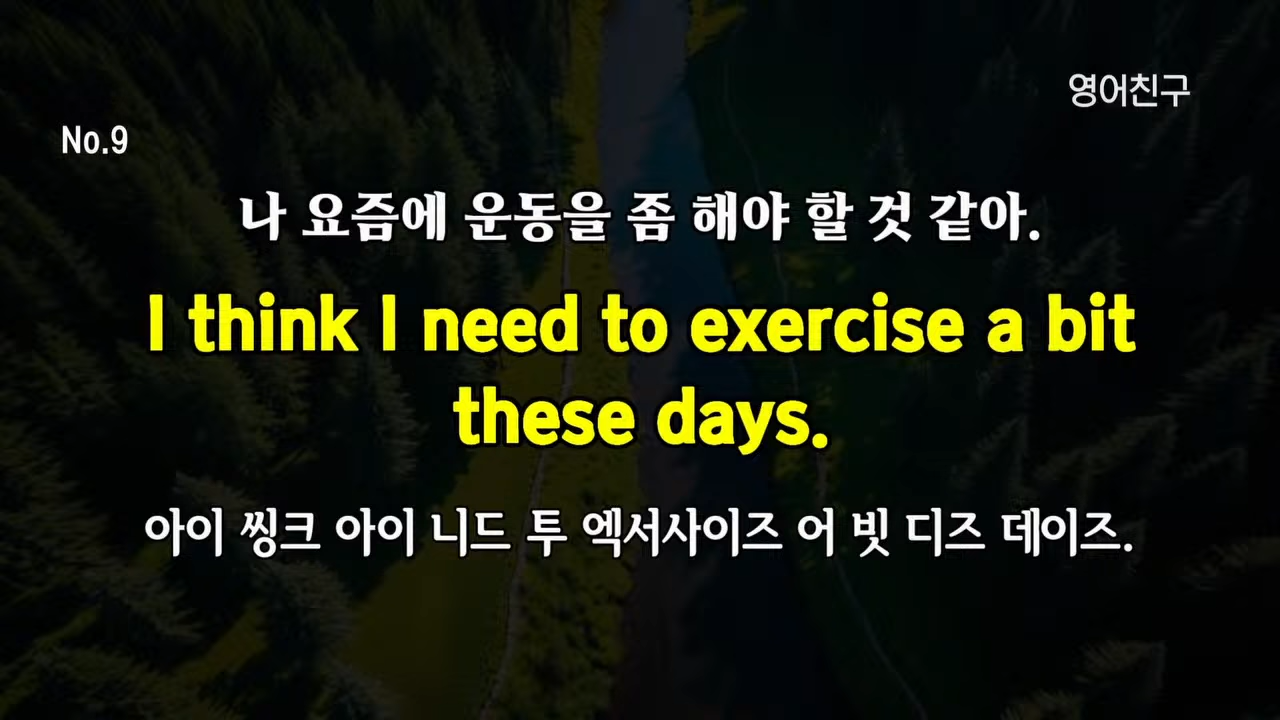 영어친구
No.9
나 요즘에 운동을 좀 해야 할 것 같아.
I think I need to exercise a bit
these days.
아이 씽크 아이 니드 투 엑서사이즈 어 빗 디즈 데이즈.